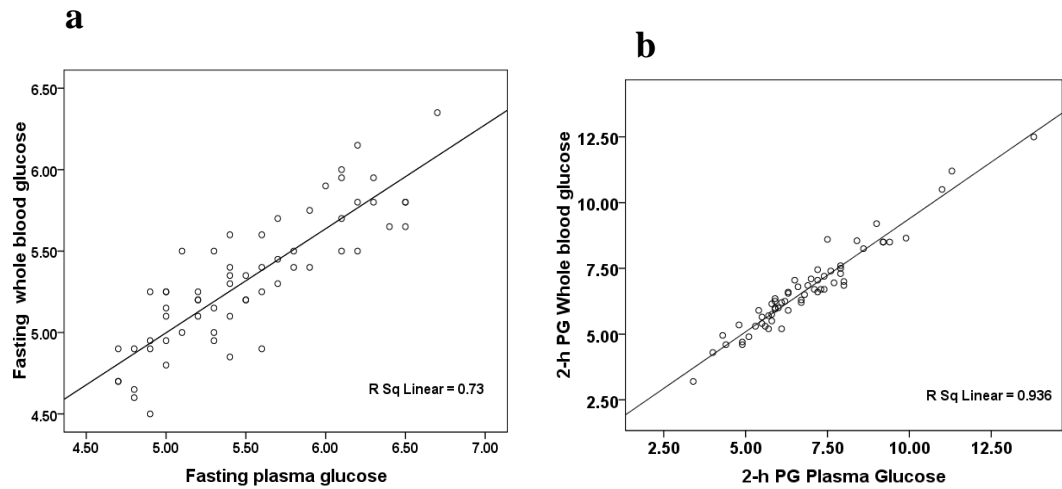 a
Fasting whole blood glucose
6.50
6.00
5.50
5.00
4.50
R Sq Linear = 0.73
4.50 5.00 5.50 6.00 6.50 7.00
Fasting plasma glucose
b
2-h PG Whole blood glucose
12.50
10.00
7.50
5.00
2.50
R Sq Linear = 0.936
2.50 5.00 7.50 10.00 12.50
2-h PG Plasma Glucose